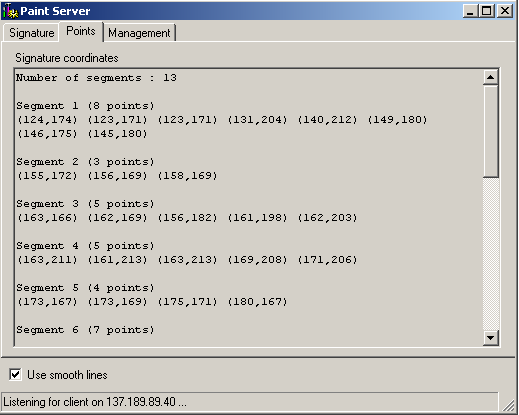 Paint Server
Signature Points Management
Signature coordinates
Number of segments : 13
Segment 1 (8 points)
(124,174) (123,171) (123,171) (131,204) (140,212) (149,180)
(146,175) (145,180)
Segment 2 (3 points)
(155,172) (156,169) (158,169)
Segment 3 (5 points)
(163,166) (162,169) (156,182) (161,198) (162,203)
Segment 4 (5 points)
(163,211) (161,213) (163,213) (169,208) (171,206)
Segment 5 (4 points)
(173,167) (173,169) (175,171) (180,167)
Segment 6 (7 points)
Use smooth lines
Listening for client on 137.189.89.40 ...